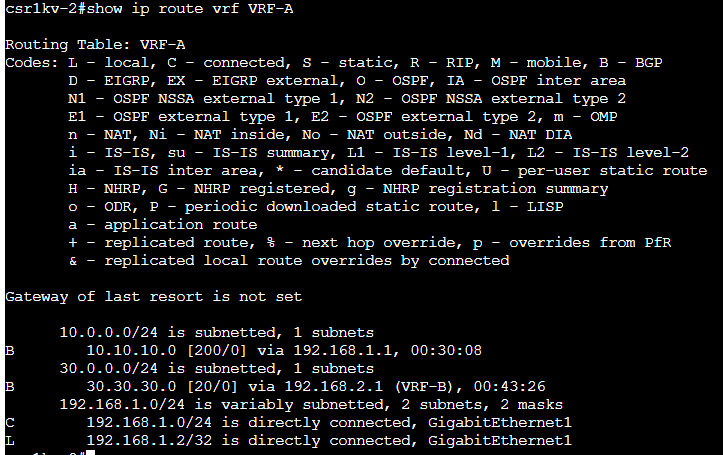 csr1kv-2#show ip route vrf VRF-A
Routing Table: VRF-A
Codes: L - local, C - connected, S - static, R - RIP, M - mobile, B - BGP
D - EIGRP, EX - EIGRP external, O - OSPF, IA - OSPF inter area
N1 - OSPF NSSA external type 1, N2 - OSPF NSSA external type 2
E1 - OSPF external type 1, E2 - OSPF external type 2, m - OMP
n - NAT, Ni - NAT inside, No - NAT outside, Nd - NAT DIA
i - IS-IS, su - IS-IS summary, L1 - IS-IS level-1, L2 - IS-IS level-2
ia - IS-IS inter area, * - candidate default, U - per-user static route
H - NHRP, G - NHRP registered, g - NHRP registration summary
o - ODR, P - periodic downloaded static route, l - LISP
a - application route
+ - replicated route, % - next hop override, p - overrides from PfR
& - replicated local route overrides by connected
Gateway of last resort is not set
10.0.0.0/24 is subnetted, 1 subnets
B 10.10.10.0 [200/0] via 192.168.1.1, 00:30:08
30.0.0.0/24 is subnetted, 1 subnets
B 30.30.30.0 [20/0] via 192.168.2.1 (VRF-B), 00:43:26
192.168.1.0/24 is variably subnetted, 2 subnets, 2 masks
C 192.168.1.0/24 is directly connected, GigabitEthernet1
L 192.168.1.2/32 is directly connected, GigabitEthernet1